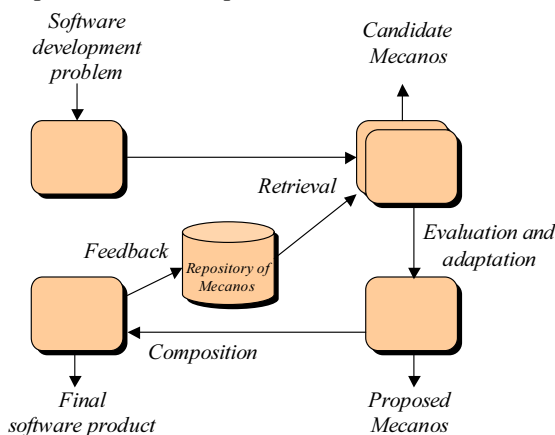 Software
development
problem
Candidate
Mecanos
Retrieval
Evaluation and
adaptation
Feedback
Repository of
Mecanos
Composition
Final
software product
Proposed
Mecanos